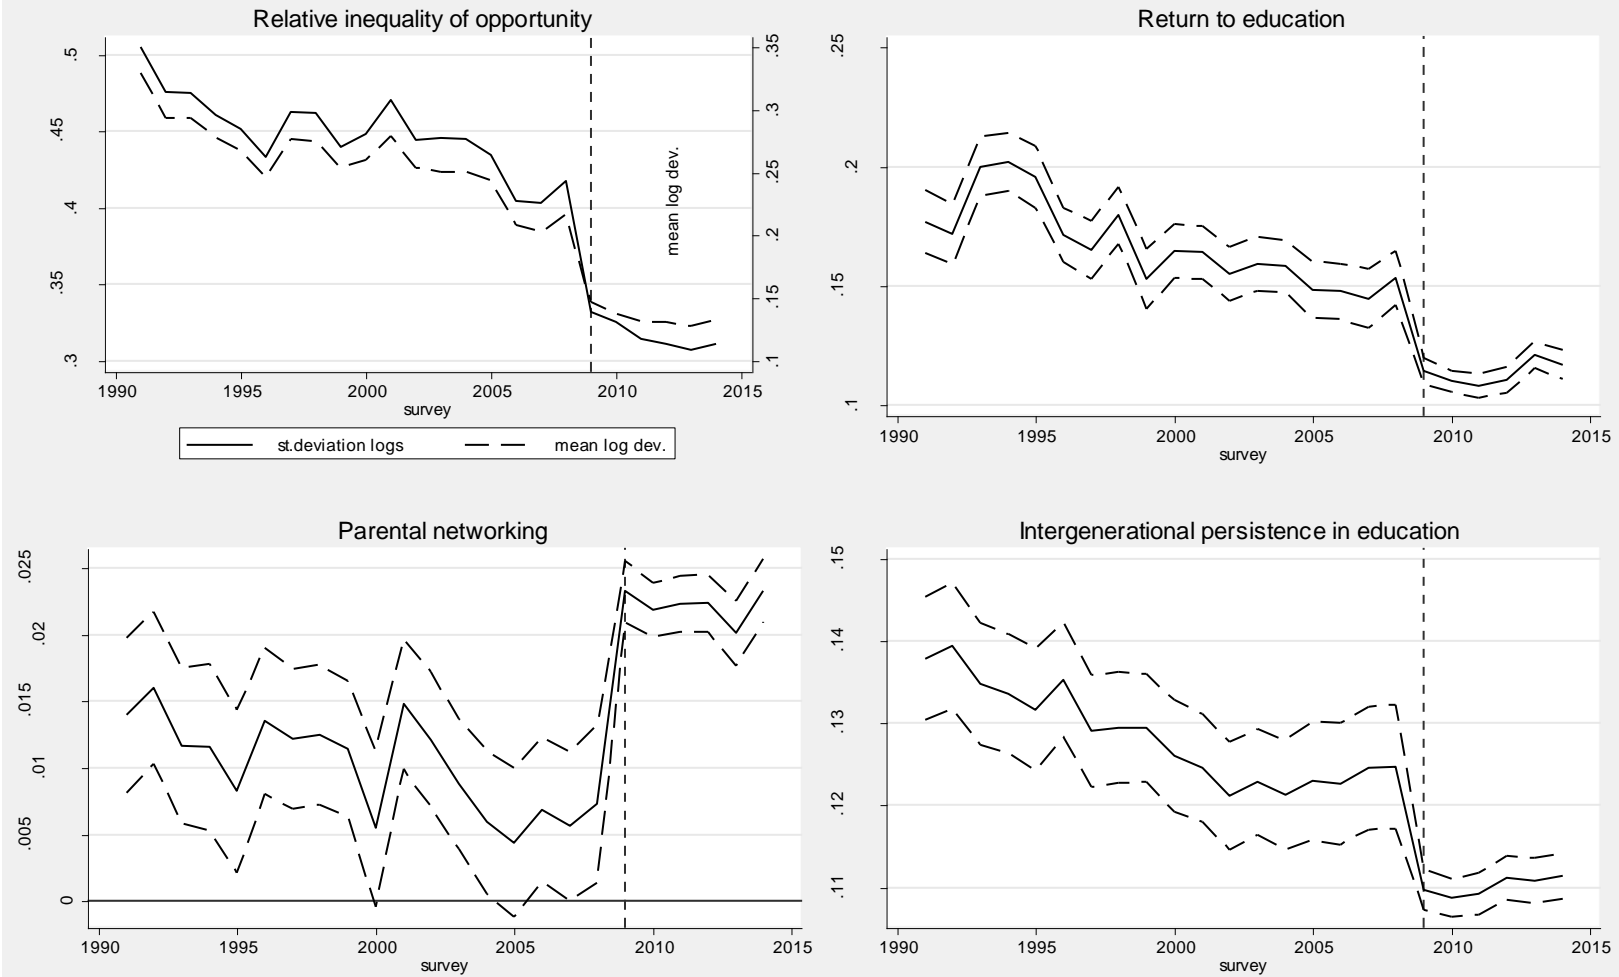 Relative inequality of opportunity
.5
.45
.4
.35
.3
.35
.3
.25
.2
.15
.1
mean log dev.
1990 1995 2000 2005 2010 2015
survey
st.deviation logs mean log dev.
Return to education
.25
.2
.15
.1
1990 1995 2000 2005 2010 2015
survey
Parental networking
.025
.02
.015
.01
.005
0
1990 1995 2000 2005 2010 2015
survey
Intergenerational persistence in education
.15
.14
.13
.12
.11
1990 1995 2000 2005 2010 2015
survey